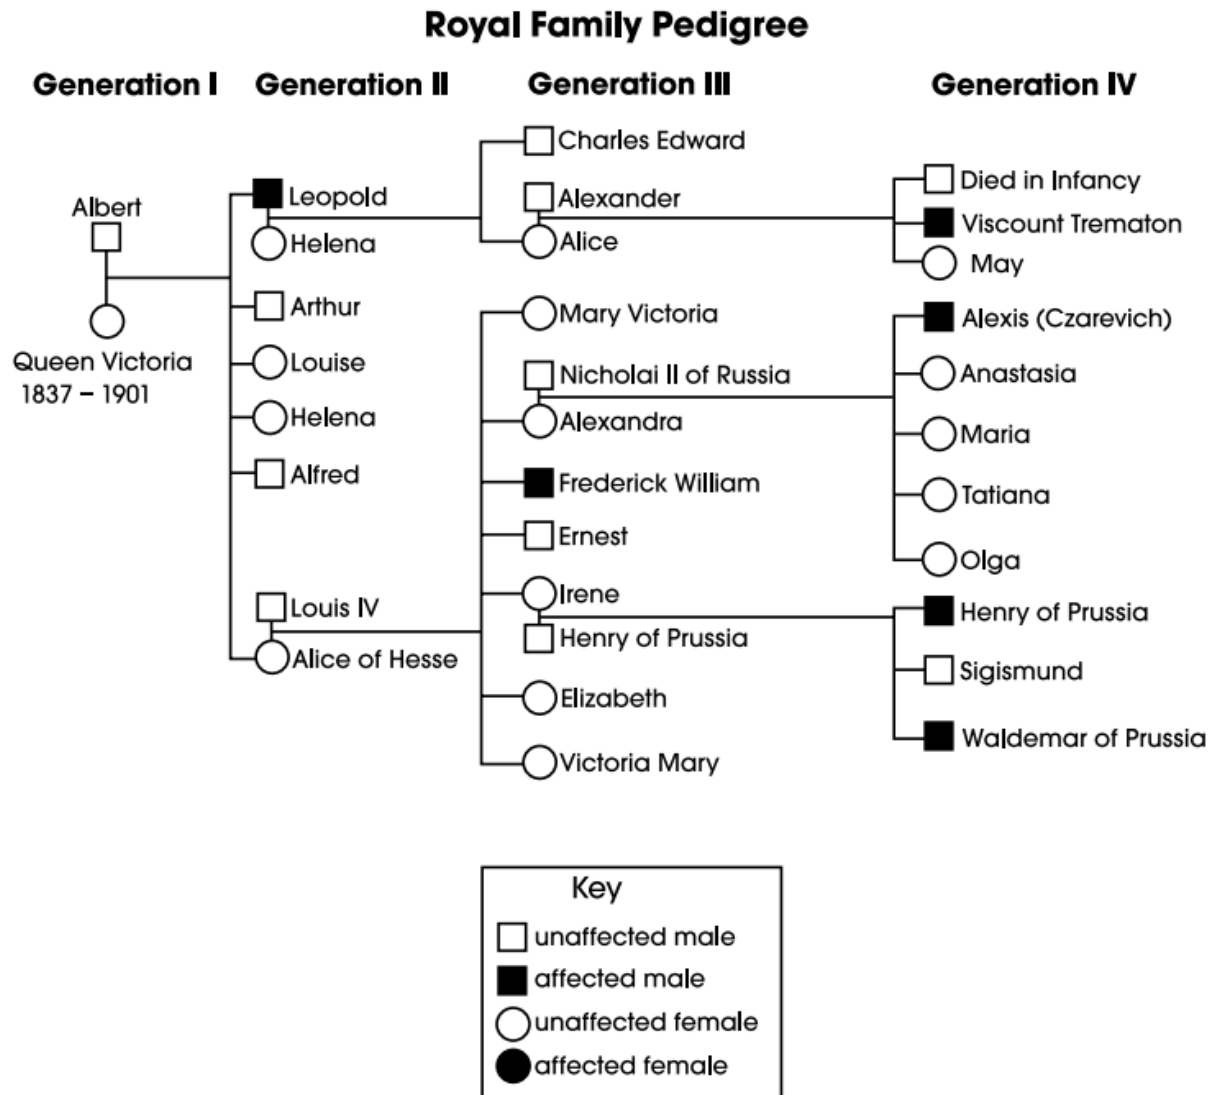 Royal Family Pedigree
Generation I
Generation II
Generation III
Generation IV
Albert
Queen Victoria
1837 – 1901
Leopold
Helena
Arthur
Louise
Helena
Alfred
Louis IV
Alice of Hesse
Charles Edward
Alexander
Alice
Mary Victoria
Nicholai II of Russia
Alexandra
Frederick William
Ernest
Irene
Henry of Prussia
Elizabeth
Victoria Mary
Died in Infancy
Viscount Trematon
May
Alexis (Czarevich)
Anastasia
Maria
Tatiana
Olga
Henry of Prussia
Sigismund
Waldemar of Prussia
Key
unaffected male
affected male
unaffected female
affected female